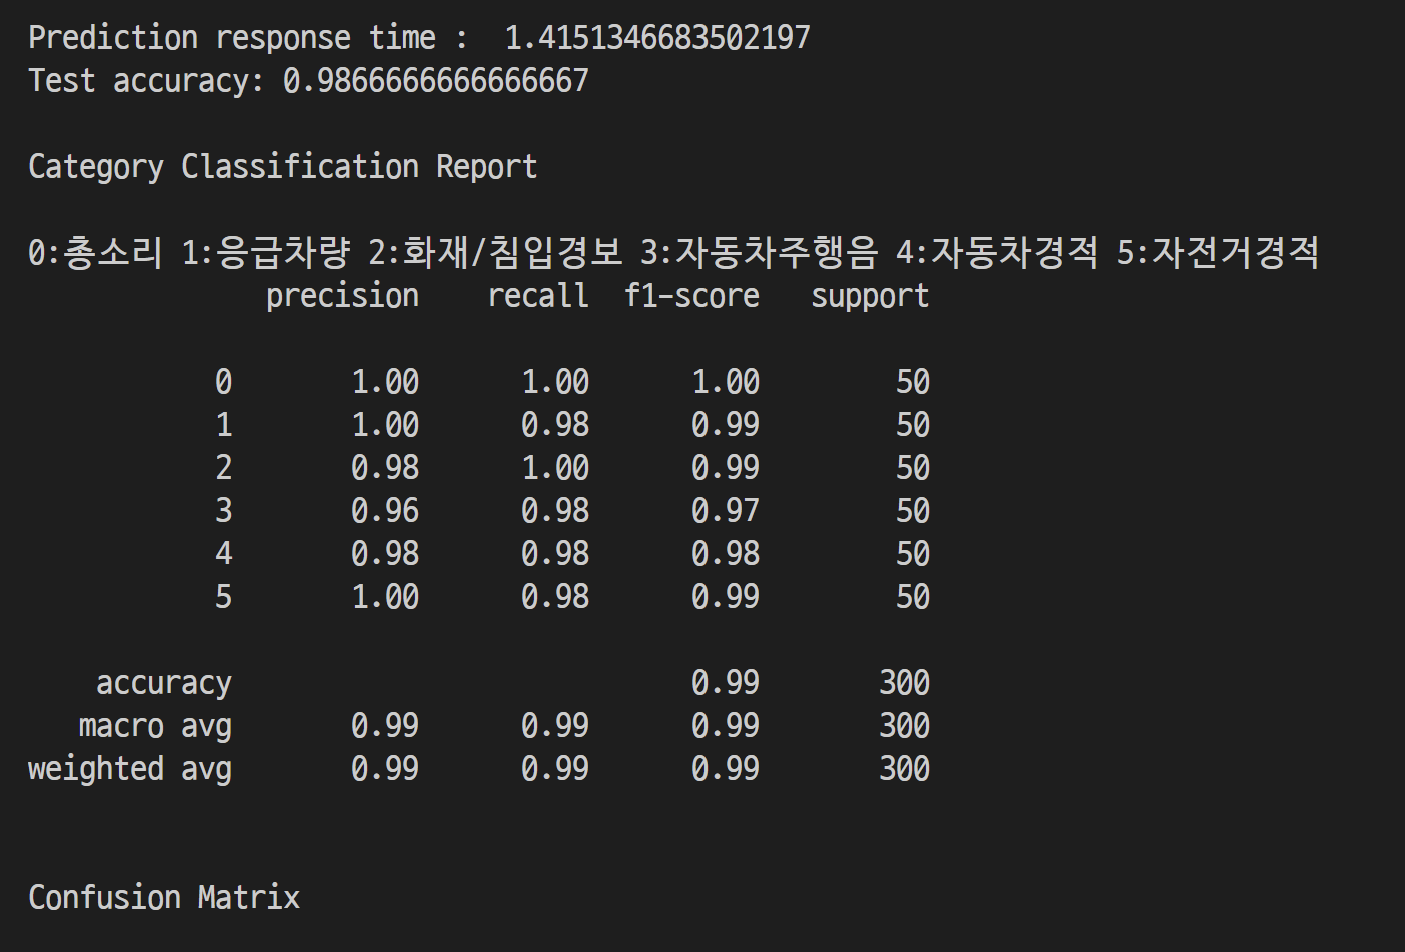 Prediction response time :  1.4151346683502197
Test accuracy: 0.9866666666666667
Category Classification Report
0:총소리 1:응급차량 2:화재/침입경보 3:자동차주행음 4:자동차경적 5:자전거경적
precision recall f1-score support
0 1.00 1.00 1.00 50
1 1.00 0.98 0.99 50
2 0.98 1.00 0.99 50
3 0.96 0.98 0.97 50
4 0.98 0.98 0.98 50
5 1.00 0.98 0.99 50
accuracy 0.99 300
macro avg 0.99 0.99 0.99 300
weighted avg 0.99 0.99 0.99 300
Confusion Matrix